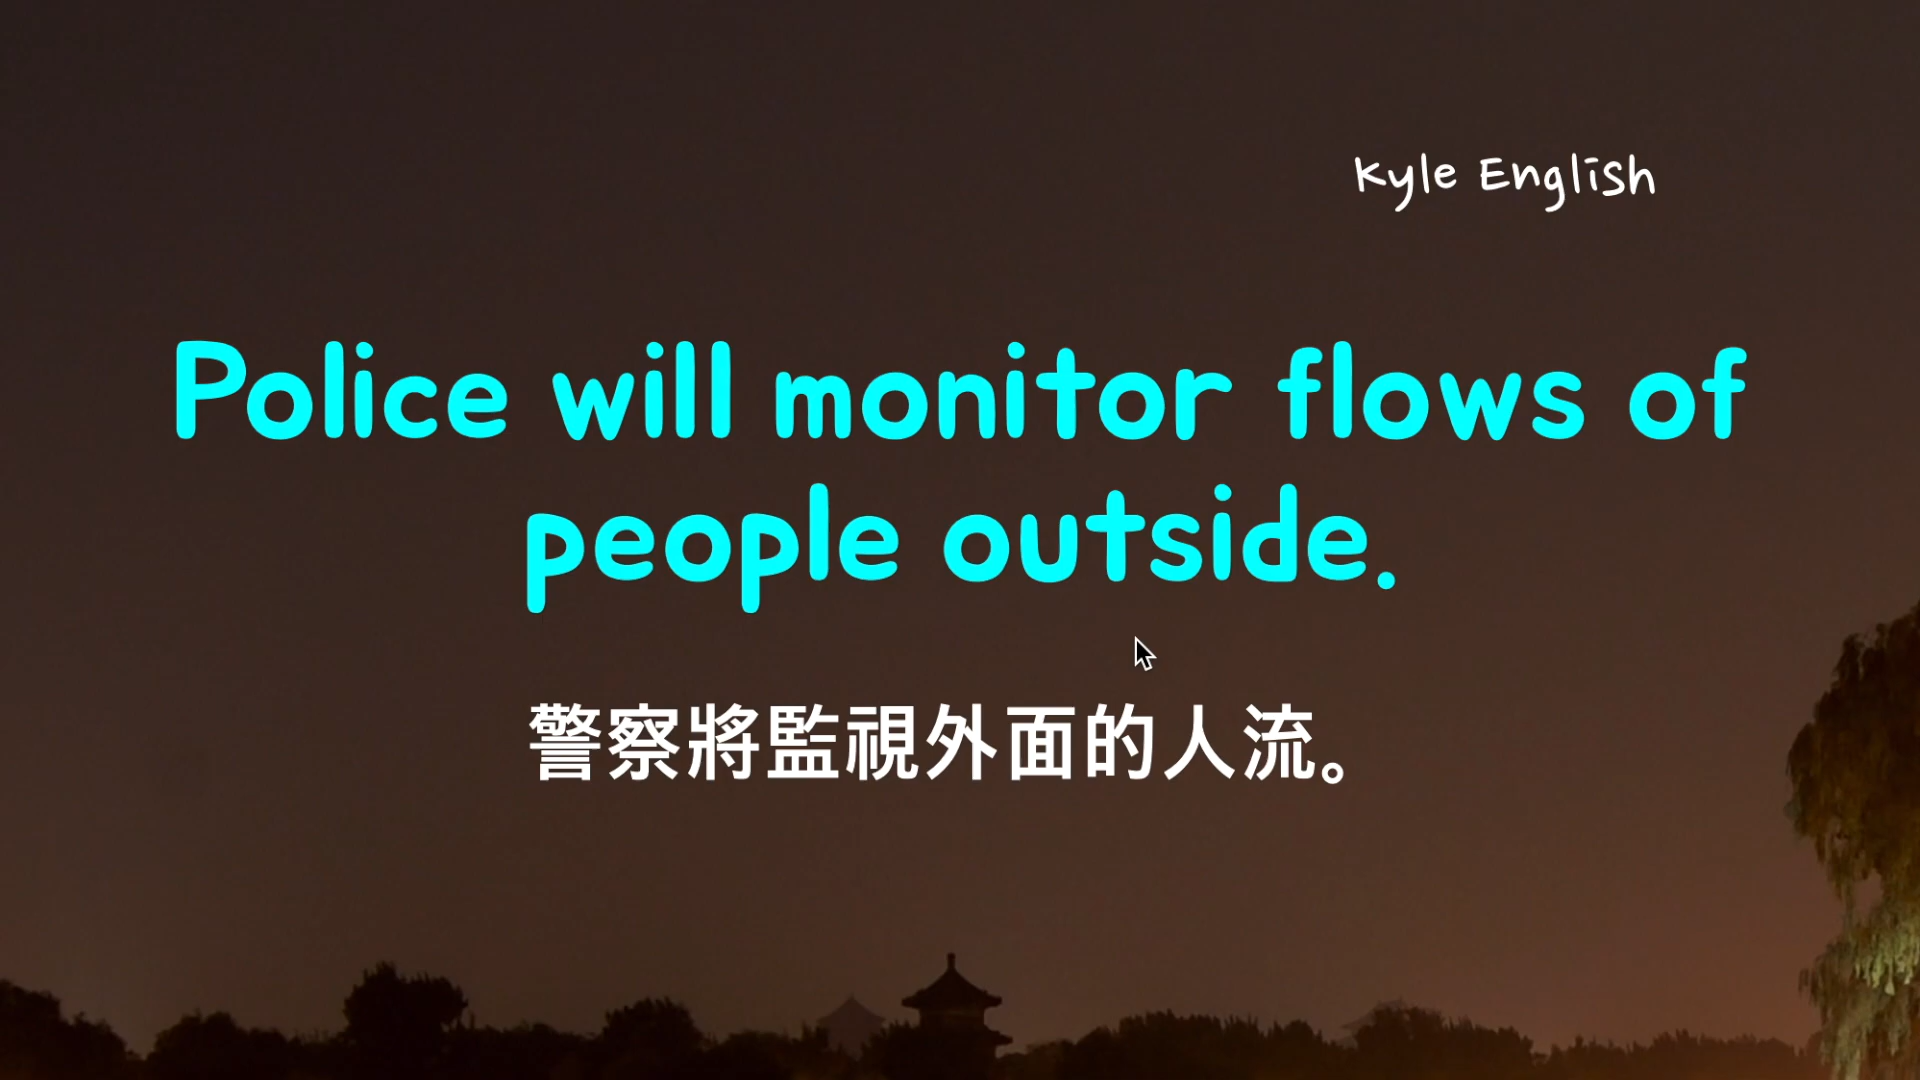 Kyle English
Police will monitor flows of
people outside.
警察將監視外面的人流。